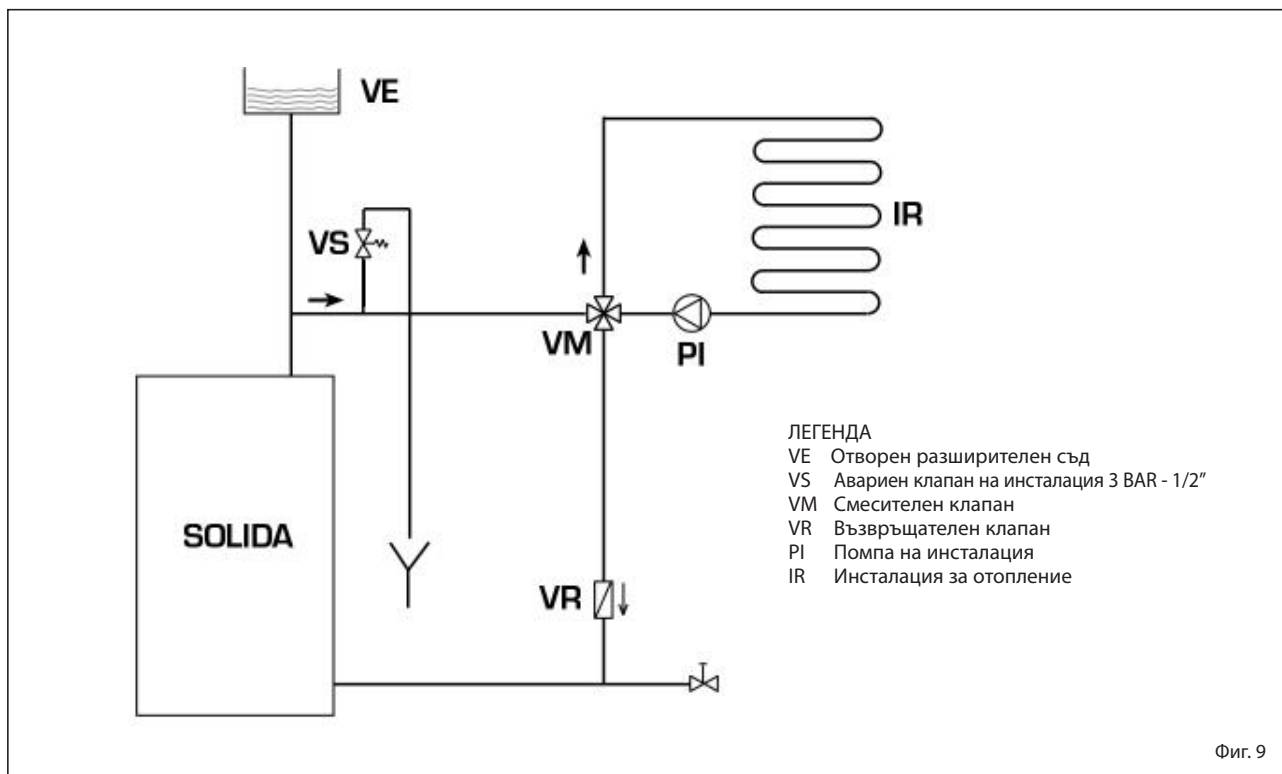 VE
VS
IR
VM
PI
SOLIDA
VR
ЛЕГЕНДА
VE Отворен разширителен съд
VS Авариен клапан на инсталация 3 BAR - 1/2"
VM Смесителен клапан
VR Възвръщателен клапан
PI Помпа на инсталация
IR Инсталация за отопление
Фиг. 9